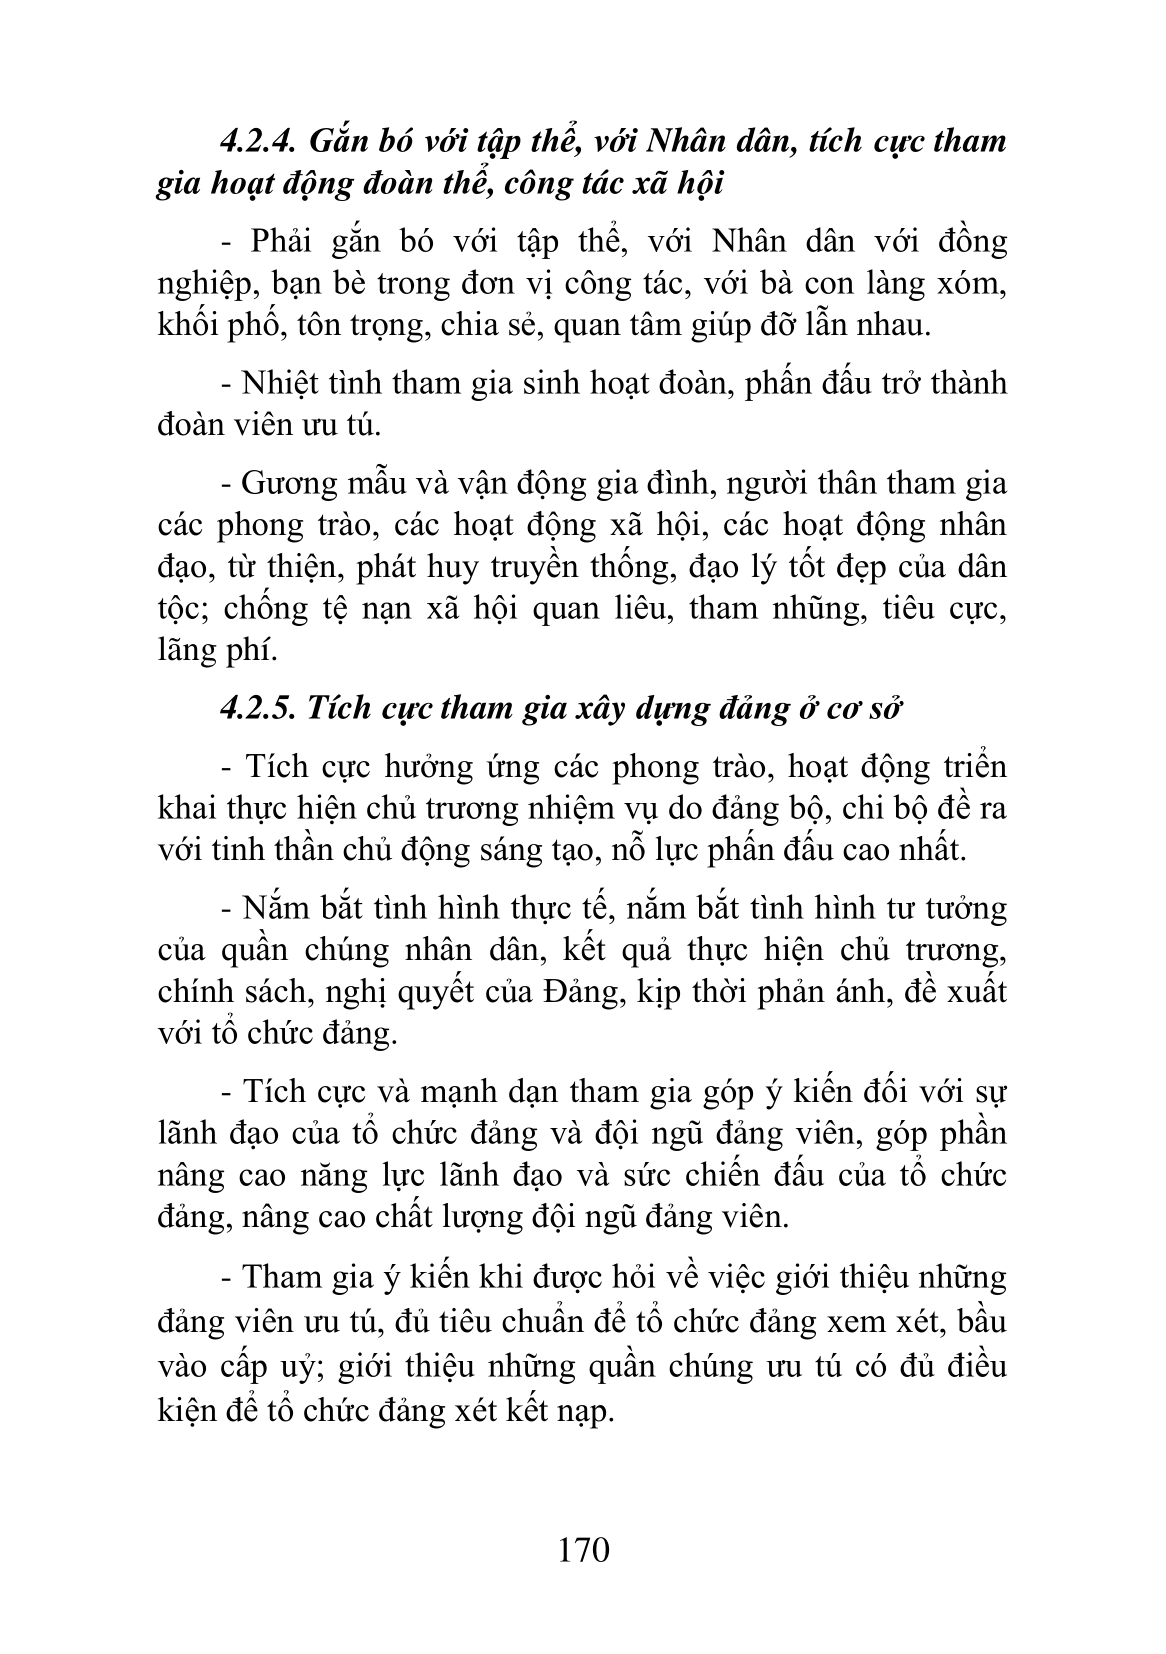 4.2.4. Gắn bó với tập thể, với Nhân dân, tích cực tham
gia hoạt động đoàn thể, công tác xã hội
- Phải gắn bó với tập thể, với Nhân dân với đồng
nghiệp, bạn bè trong đơn vị công tác, với bà con làng xóm,
khối phố, tôn trọng, chia sẻ, quan tâm giúp đỡ lẫn nhau.
- Nhiệt tình tham gia sinh hoạt đoàn, phấn đấu trở thành
đoàn viên ưu tú.
- Gương mẫu và vận động gia đình, người thân tham gia
các phong trào, các hoạt động xã hội, các hoạt động nhân
đạo, từ thiện, phát huy truyền thống, đạo lý tốt đẹp của dân
tộc; chống tệ nạn xã hội quan liêu, tham nhũng, tiêu cực,
lãng phí.
4.2.5. Tích cực tham gia xây dựng đảng ở cơ sở
- Tích cực hưởng ứng các phong trào, hoạt động triển
khai thực hiện chủ trương nhiệm vụ do đảng bộ, chi bộ đề ra
với tinh thần chủ động sáng tạo, nỗ lực phấn đấu cao nhất.
- Nắm bắt tình hình thực tế, nắm bắt tình hình tư tưởng
của quần chúng nhân dân, kết quả thực hiện chủ trương,
chính sách, nghị quyết của Đảng, kịp thời phản ánh, đề xuất
với tổ chức đảng.
- Tích cực và mạnh dạn tham gia góp ý kiến đối với sự
lãnh đạo của tổ chức đảng và đội ngũ đảng viên, góp phần
nâng cao năng lực lãnh đạo và sức chiến đấu của tổ chức
đảng, nâng cao chất lượng đội ngũ đảng viên.
- Tham gia ý kiến khi được hỏi về việc giới thiệu những
đảng viên ưu tú, đủ tiêu chuẩn để tổ chức đảng xem xét, bầu
vào cấp uỷ; giới thiệu những quần chúng ưu tú có đủ điều
kiện để tổ chức đảng xét kết nạp.
170